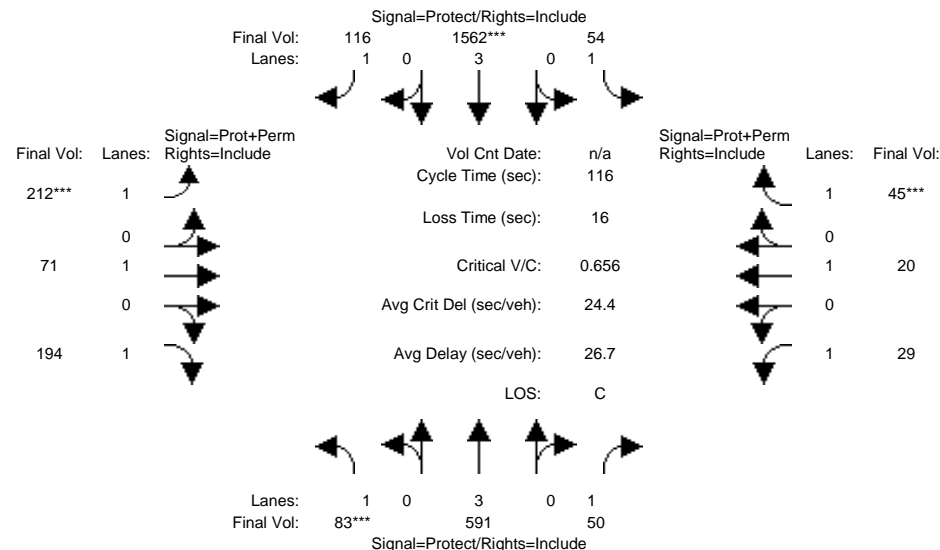 Signal=Protect/Rights=Include
Final Vol: 116 1562*** 54
Lanes: 1 0 3 0 1
Signal=Prot+Perm
Final Vol: Lanes: Rights=Include
Vol Cnt Date: n/a
Signal=Prot+Perm
Rights=Include Lanes: Final Vol:
Cycle Time (sec): 116
212*** 1
1 45***
Loss Time (sec): 16
0
0
71 1
Critical V/C: 0.656
1 20
0
Avg Crit Del (sec/veh): 24.4
0
194 1
Avg Delay (sec/veh): 26.7
1 29
LOS: C
Lanes: 1 0 3 0 1
Final Vol: 83*** 591 50
Signal=Protect/Rights=Include